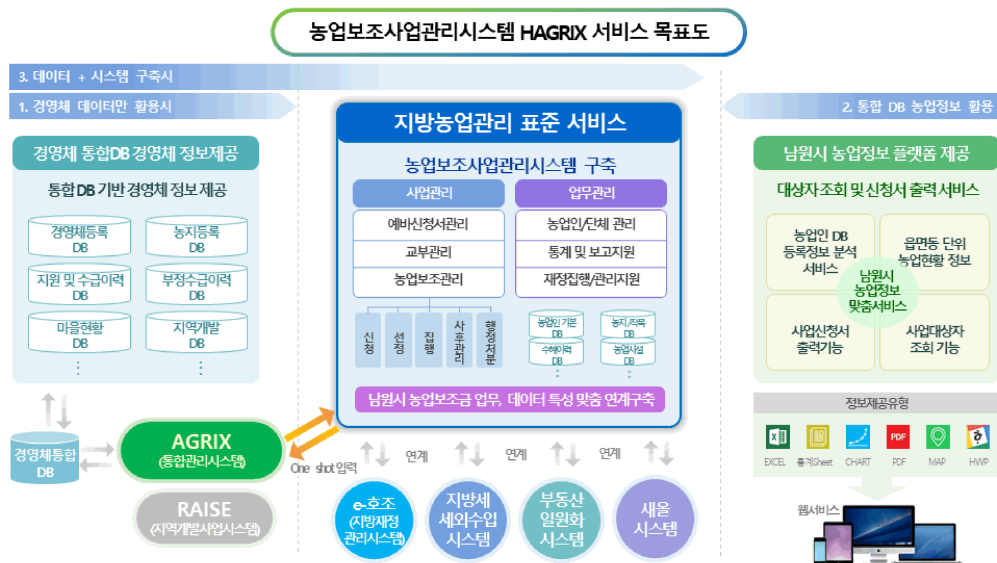 농업보조사업관리시스템 HAGRIX 서비스 목표도
3. 데이터 + 시스템 구축시
1. 경영체 데이터만 활용시
2. 통합 DB 농업정보 활용
경영체 통합DB 경영체 정보제공
통합 DB 기반 경영체 정보 제공
경영체등록
DB
농지등록
DB
지원 및 수급이력
DB
부정수급이력
DB
마을현황
DB
지역개발
DB
경영체통합
DB
AGRIX
(통합관리시스템)
RAISE
(지역개발사업시스템)
One shot 입력
지방농업관리 표준 서비스
농업보조사업관리시스템 구축
사업관리
예비신청서관리
교부관리
농업보조관리
업무관리
농업인/단체 관리
통계 및 보고지원
재정집행/관리지원
신청
선정
집행
사후관리
행정처분
농업인 기본
DB
농지/작목
DB
수혜이력
DB
농업시설
DB
남원시 농업보조금 업무, 데이터 특성 맞춤 연계구축
연계
연계
연계
e-호조
(지방재정
관리시스템)
지방세
세외수입
시스템
부동산
일원화
시스템
새올
시스템
남원시 농업정보 플랫폼 제공
대상자 조회 및 신청서 출력 서비스
농업인 DB
등록정보 분석
서비스
읍면동 단위
농업현황 정보
남원시
농업정보
맞춤서비스
사업신청서
출력기능
사업대상자
조회 기능
정보제공유형
EXCEL
통계Sheet
CHART
PDF
PDF
MAP
HWP
웹서비스